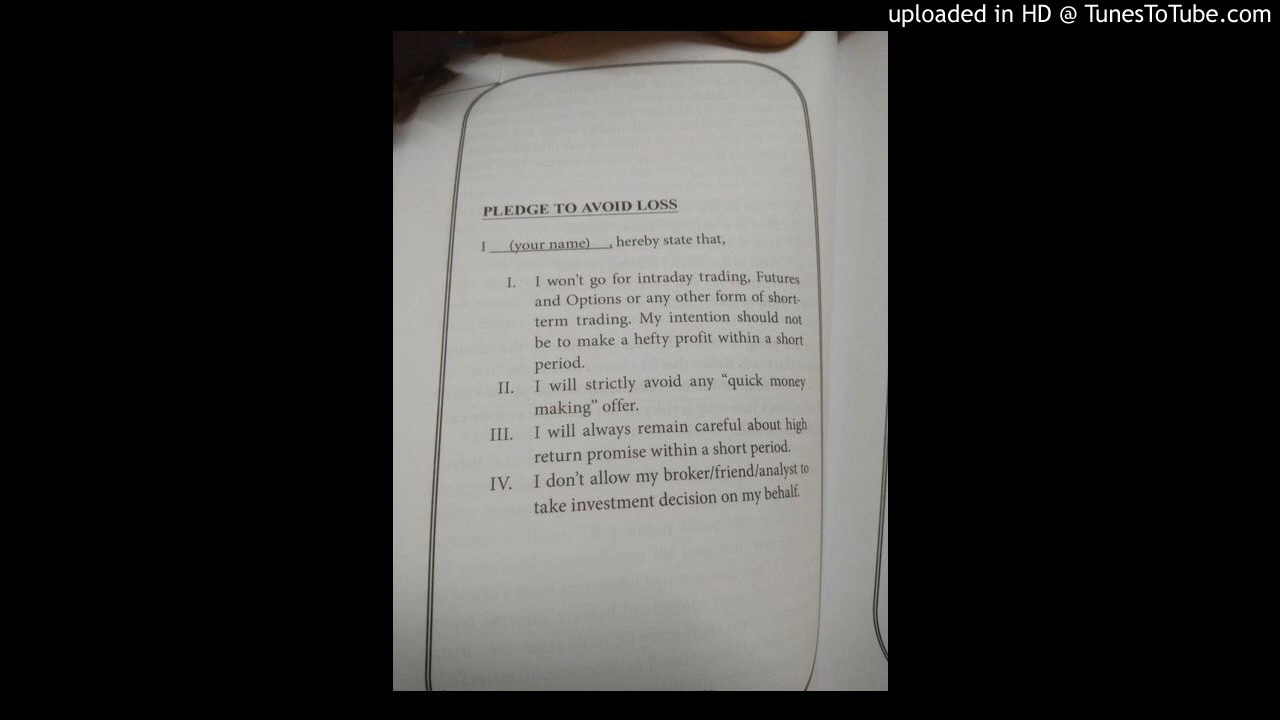 uploaded in HD @ TunesToTube.com
PLEDGE TO AVOID LOSS
I (your name) , hereby state that,
I. I won't go for intraday trading, Futures
and Options or any other form of short-
term trading. My intention should not
be to make a hefty profit within a short
period.
II. I will strictly avoid any “quick money
making” offer.
III. I will always remain careful about high
return promise within a short period.
IV. I don't allow my broker/friend/analyst to
take investment decision on my behalf.